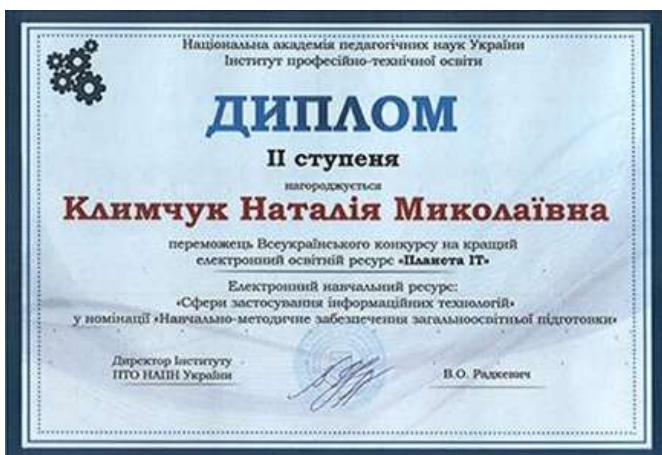 Національна академія педагогічних наук України
Інститут професійно-технічної освіти
ДИПЛОМ
ІІ ступеня
нагороджується
Климчук Наталія Миколаївна
переможець Всеукраїнського конкурсу на кращий
електронний освітній ресурс «Планета ІТ»
Електронний навчальний ресурс:
«Сфери застосування інформаційних технологій»
у номінації «Навчально-методичне забезпечення загальноосвітньої підготовки»
Директор Інституту
ПТО НАПН України
В.О. Радкевич